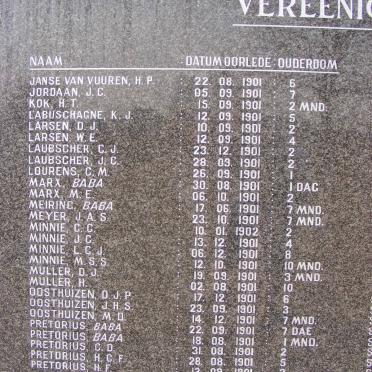 VEREENIG
NAAM DATUM OORLEDE OUDERDOM
JANSE VAN VUUREN, H.P. 22. 08. 1901 6
JORDAAN, J.C. 05. 09. 1901 7
KOK, H.T. 15. 09. 1901 2 MND.
LABUSCHAGNE, K.J. 12. 09. 1901 5
LARSEN, D.J. 10. 09. 1901 2
LARSEN, W.E. 12. 09. 1901 4
LAUBSCHER, C.J. 23. 12. 1901 2
LAUBSCHER, J.C. 28. 09. 1901 2
LOURENS, C.M. 26. 09. 1901 1
MARX, BABA 30. 08. 1901 1 DAG
MARX, M.E. 06. 10. 1901 2
MEIRING, BABA 17. 06. 1901 7 MND.
MEYER, J.A.S. 23. 10. 1901 7 MND.
MINNIE, C.C. 10. 01. 1902 2
MINNIE, J.C. 13. 12. 1901 4
MINNIE, L.C.J. 06. 12. 1901 8
MINNIE, M.S.S. 12. 10. 1901 10 MND.
MULLER, D.J. 19. 09. 1901 3 MND.
MULLER, H. 02. 08. 1901 10
OOSTHUIZEN, D.J.P. 17. 12. 1901 6
OOSTHUIZEN, J.H.S. 23. 09. 1901 3
OOSTHUIZEN, M.D. 14. 12. 1901 7 MND.
PRETORIUS, BABA 22. 09. 1901 7 DAE
PRETORIUS, BABA 18. 08. 1901 1 MND.
PRETORIUS, C.D. 31. 08. 1901 2
PRETORIUS, H.C.F. 28. 08. 1901 5
PRETORIUS, H.F. 13. 09. 1901